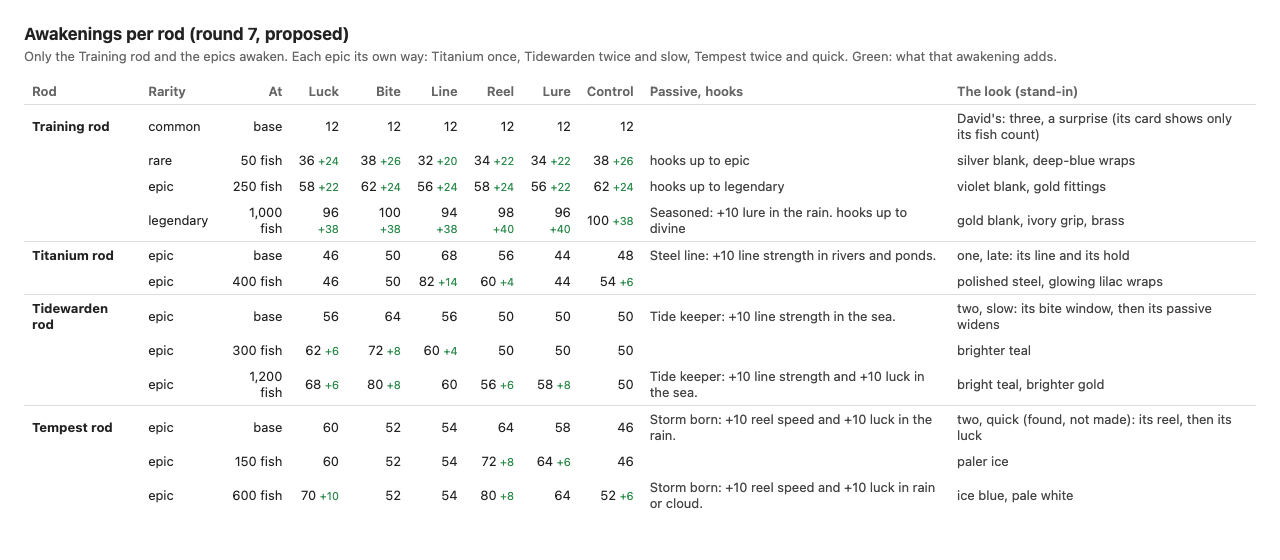 Awakenings per rod (round 7, proposed)
Only the Training rod and the epics awaken. Each epic its own way: Titanium once, Tidewarden twice and slow, Tempest twice and quick. Green: what that awakening adds.
Rod Rarity At Luck Bite Line Reel Lure Control Passive, hooks The look (stand-in)
Training rod common base 12 12 12 12 12 12 David's: three, a surprise (its card shows only
its fish count)
rare 50 fish 36 +24 38 +26 32 +20 34 +22 34 +22 38 +26 hooks up to epic silver blank, deep-blue wraps
epic 250 fish 58 +22 62 +24 56 +24 58 +24 56 +22 62 +24 hooks up to legendary violet blank, gold fittings
legendary 1,000 96 100 94 98 96 100 +38 Seasoned: +10 lure in the rain. hooks up to gold blank, ivory grip, brass
fish +38 +38 +38 +40 +40 divine
Titanium rod epic base 46 50 68 56 44 48 Steel line: +10 line strength in rivers and ponds. one, late: its line and its hold
epic 400 fish 46 50 82 +14 60 +4 44 54 +6 polished steel, glowing lilac wraps
Tidewarden epic base 56 64 56 50 50 50 Tide keeper: +10 line strength in the sea. two, slow: its bite window, then its passive
rod widens
epic 300 fish 62 +6 72 +8 60 +4 50 50 50 brighter teal
epic 1,200 68 +6 80 +8 60 56 +6 58 +8 50 Tide keeper: +10 line strength and +10 luck in bright teal, brighter gold
fish the sea.
Tempest rod epic base 60 52 54 64 58 46 Storm born: +10 reel speed and +10 luck in the two, quick (found, not made): its reel, then its
rain. luck
epic 150 fish 60 52 54 72 +8 64 +6 46 paler ice
epic 600 fish 70 +10 52 54 80 +8 64 52 +6 Storm born: +10 reel speed and +10 luck in rain ice blue, pale white
or cloud.